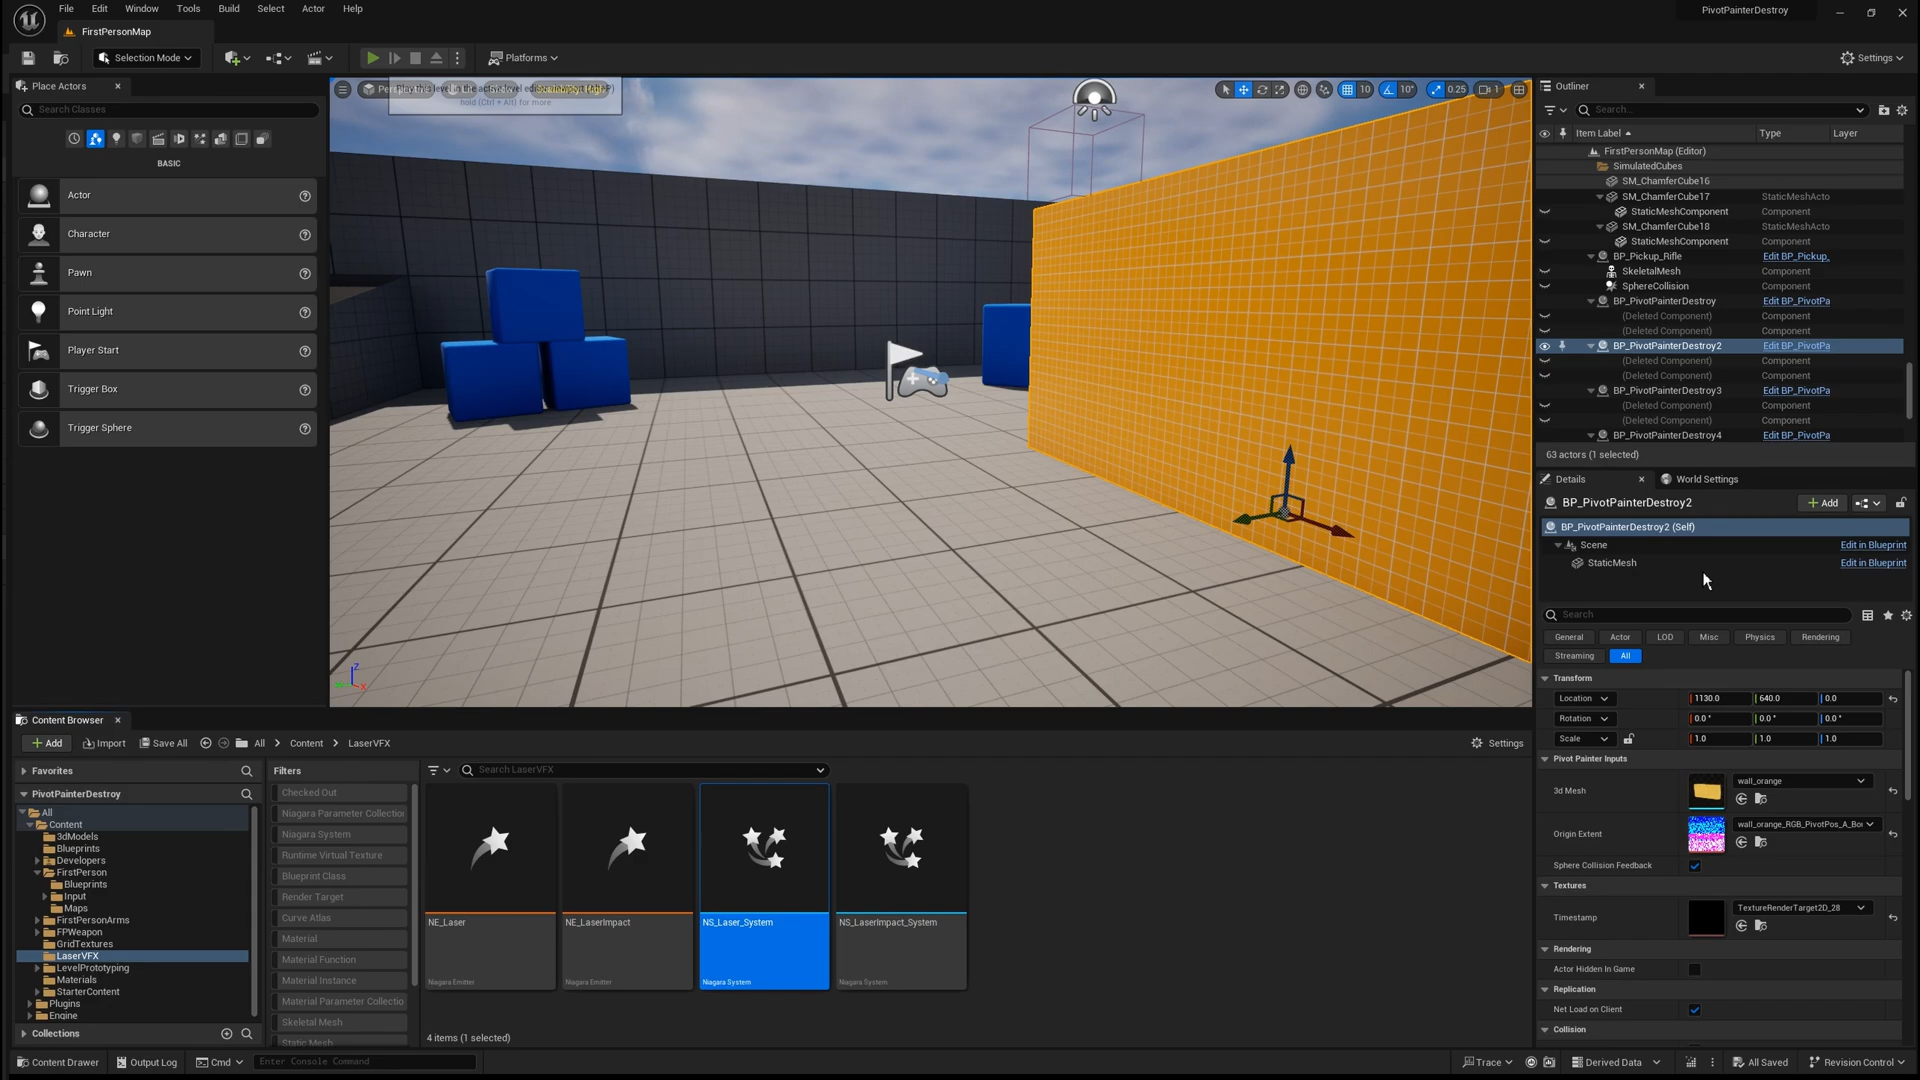 File Edit Window Tools Build Select Actor Help
PivotPainterDestroy
FirstPersonMap
Selection Mode
Platforms
Settings
Place Actors
Search Classes
BASIC
Actor
Character
Pawn
Point Light
Player Start
Trigger Box
Trigger Sphere
hold (Ctrl + Alt) for more
10
10°
0.25
1
Outliner
Search...
Item Label Type Layer
FirstPersonMap (Editor)
SimulatedCubes
SM_ChamferCube16
SM_ChamferCube17 StaticMeshActo
StaticMeshComponent Component
SM_ChamferCube18 StaticMeshActo
StaticMeshComponent Component
BP_Pickup_Rifle Edit BP_Pickup_
SkeletalMesh Component
SphereCollision Component
BP_PivotPainterDestroy Edit BP_PivotPa
(Deleted Component) Component
(Deleted Component) Component
BP_PivotPainterDestroy2 Edit BP_PivotPa
(Deleted Component) Component
(Deleted Component) Component
BP_PivotPainterDestroy3 Edit BP_PivotPa
(Deleted Component) Component
(Deleted Component) Component
BP_PivotPainterDestroy4 Edit BP_PivotPa
63 actors (1 selected)
Details
World Settings
BP_PivotPainterDestroy2
Add
BP_PivotPainterDestroy2 (Self)
Scene Edit in Blueprint
StaticMesh Edit in Blueprint
Search
General Actor LOD Misc Physics Rendering
Streaming All
Transform
Location 1130.0 640.0 0.0
Rotation 0.0° 0.0° 0.0°
Scale 1.0 1.0 1.0
Pivot Painter Inputs
3d Mesh wall_orange
Origin Extent wall_orange_RGB_PivotPos_A_Bo
Sphere Collision Feedback
Textures
Timestamp TextureRenderTarget2D_28
Rendering
Actor Hidden In Game
Replication
Net Load on Client
Collision
Content Browser
Add Import Save All All Content LaserVFX
Settings
Favorites
PivotPainterDestroy
All
Content
3dModels
Blueprints
Developers
FirstPerson
Blueprints
Input
Maps
FirstPersonArms
FPWeapon
GridTextures
LaserVFX
LevelPrototyping
Materials
StarterContent
Plugins
Engine
Collections
Filters
Checked Out
Niagara Parameter Collectio
Niagara System
Runtime Virtual Texture
Blueprint Class
Render Target
Curve Atlas
Material
Material Function
Material Instance
Material Parameter Collectio
Skeletal Mesh
Static Mesh
Search LaserVFX
NE_Laser
Niagara Emitter
NE_LaserImpact
Niagara Emitter
NS_Laser_System
Niagara System
NS_LaserImpact_System
Niagara System
4 items (1 selected)
Content Drawer Output Log Cmd Enter Console Command
Trace Derived Data All Saved Revision Control